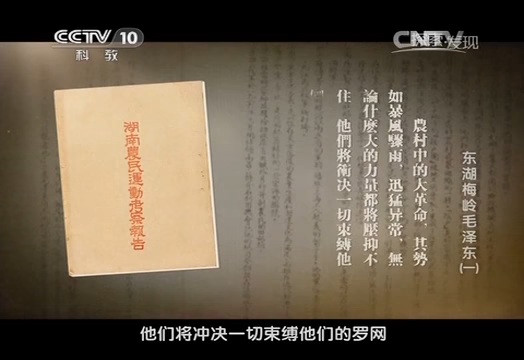 CCTV 10
科教
CNTV
·发现
东湖梅岭毛泽东(一)
農村中的大革命，其勢
如暴風驟雨，迅猛异常，無
論什麽大的力量都將壓抑不
住 他們將衝决一切束縛他
湖南農民運動考察報告
他们将冲决一切束缚他们的罗网